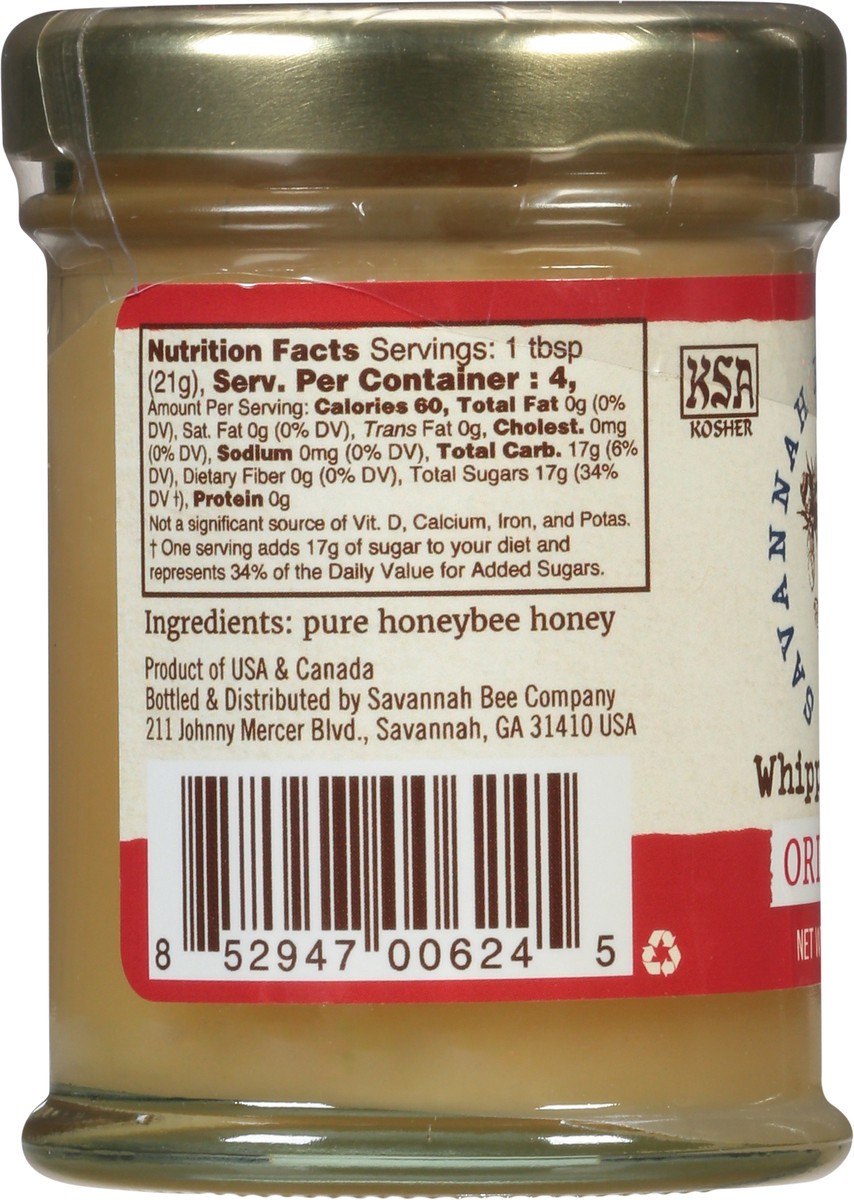 Nutrition Facts Servings: 1 tbsp
(21g), Serv. Per Container : 4,
Amount Per Serving: Calories 60, Total Fat 0g (0%
DV), Sat. Fat 0g (0% DV), Trans Fat 0g, Cholest. 0mg
(0% DV), Sodium 0mg (0% DV), Total Carb. 17g (6%
DV), Dietary Fiber 0g (0% DV), Total Sugars 17g (34%
DV †), Protein 0g
Not a significant source of Vit. D, Calcium, Iron, and Potas.
† One serving adds 17g of sugar to your diet and
represents 34% of the Daily Value for Added Sugars.
Ingredients: pure honeybee honey
Product of USA & Canada
Bottled & Distributed by Savannah Bee Company
211 Johnny Mercer Blvd., Savannah, GA 31410 USA
8 52947 00624 5
KSA
KOSHER
SAVANNAH
Whip
ORI
NET